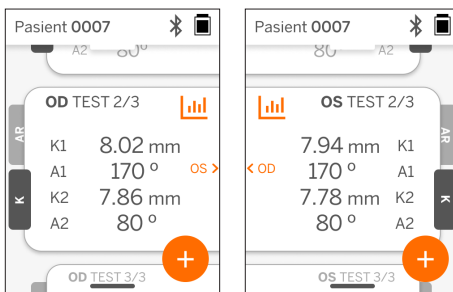 Pasient 0007
A2 80º
OD TEST 2/3
AR
K
K1 8.02 mm
A1 170 º
OS >
K2 7.86 mm
A2 80 º
+
OD TEST 3/3
Pasient 0007
80 A2
OS TEST 2/3
AR
K
7.94 mm K1
< OD
170 º A1
7.78 mm K2
80 º A2
+
OS TEST 3/3